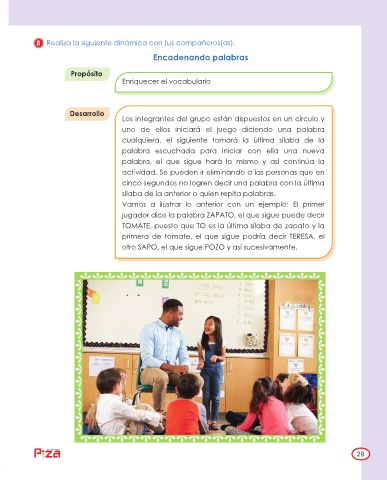 8 Realiza la siguiente dinámica con tus compañeros(as).
Encadenando palabras
Propósito
Enriquecer el vocabulario
Desarrollo
Los integrantes del grupo están dispuestos en un círculo y
uno de ellos iniciará el juego diciendo una palabra
cualquiera, el siguiente tomará la última sílaba de la
palabra escuchada para iniciar con ella una nueva
palabra, el que sigue hará lo mismo y así continúa la
actividad. Se pueden ir eliminando a las personas que en
cinco segundos no logren decir una palabra con la última
sílaba de la anterior o quien repita palabras.
Vamos a ilustrar lo anterior con un ejemplo: El primer
jugador dice la palabra ZAPATO, el que sigue puede decir
TOMATE, puesto que TO es la última sílaba de zapato y la
primera de tomate, el que sigue podría decir TERESA, el
otro SAPO, el que sigue POZO y así sucesivamente.
29